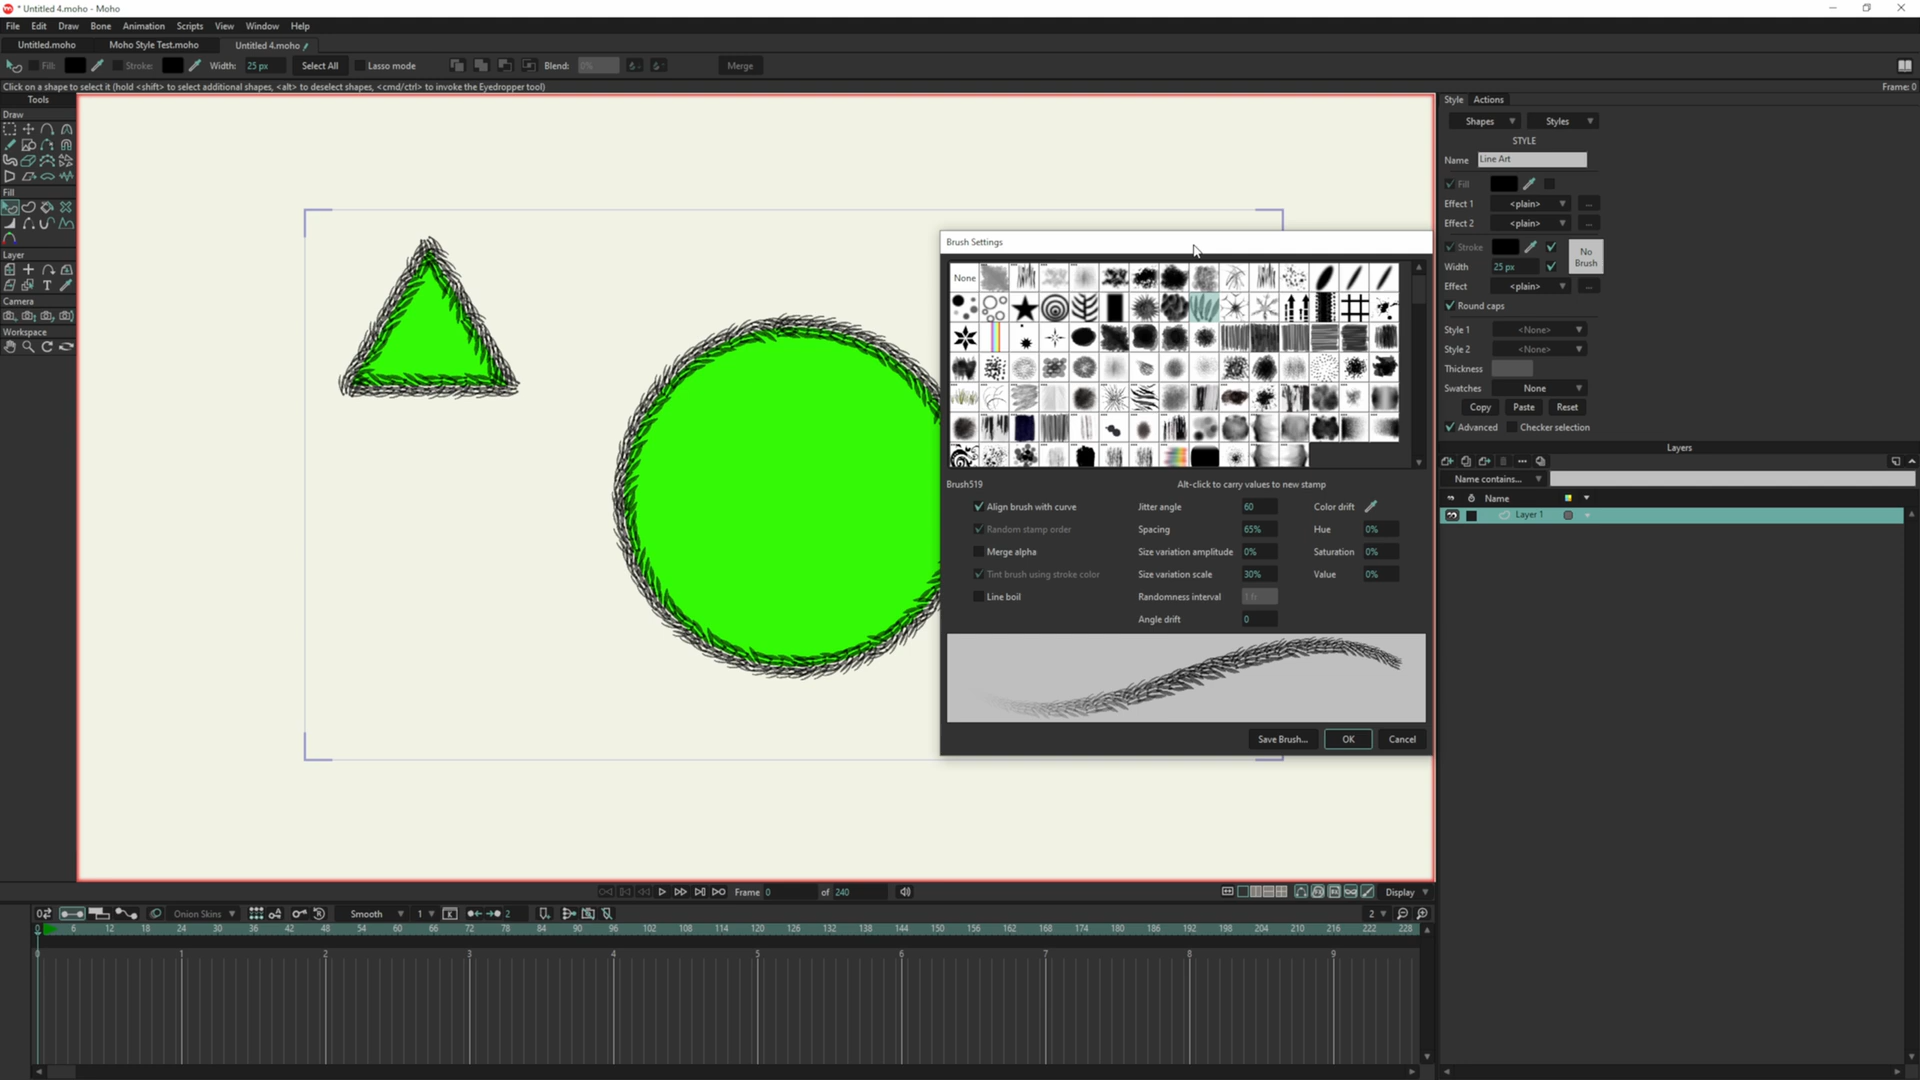 * Untitled 4.moho - Moho
File Edit Draw Bone Animation Scripts View Window Help
Untitled.moho Moho Style Test.moho Untitled 4.moho
Fill: Stroke: Width: 25 px Select All Lasso mode Blend: 0% Merge
Click on a shape to select it (hold <shift> to select additional shapes, <alt> to deselect shapes, <cmd/ctrl> to invoke the Eyedropper tool) Frame: 0
Tools
Draw
Fill
Layer
Camera
Workspace
Brush Settings
None
Brush519 Alt-click to carry values to new stamp
Align brush with curve Jitter angle 60 Color drift
Random stamp order Spacing 65% Hue 0%
Merge alpha Size variation amplitude 0% Saturation 0%
Tint brush using stroke color Size variation scale 30% Value 0%
Line boil Randomness interval 1 fr
Angle drift 0
Save Brush... OK Cancel
Style Actions
Shapes Styles
STYLE
Name Line Art
Fill
Effect 1 <plain> ...
Effect 2 <plain> ...
Stroke No Brush
Width 25 px
Effect <plain> ...
Round caps
Style 1 <None>
Style 2 <None>
Thickness
Swatches None
Copy Paste Reset
Advanced Checker selection
Layers
Name contains...
Name
Layer 1
Frame 0 of 240 Display
Onion Skins Smooth 1 2 2
0 6 12 18 24 30 36 42 48 54 60 66 72 78 84 90 96 102 108 114 120 126 132 138 144 150 156 162 168 174 180 186 192 198 204 210 216 222 228
0 1 2 3 4 5 6 7 8 9